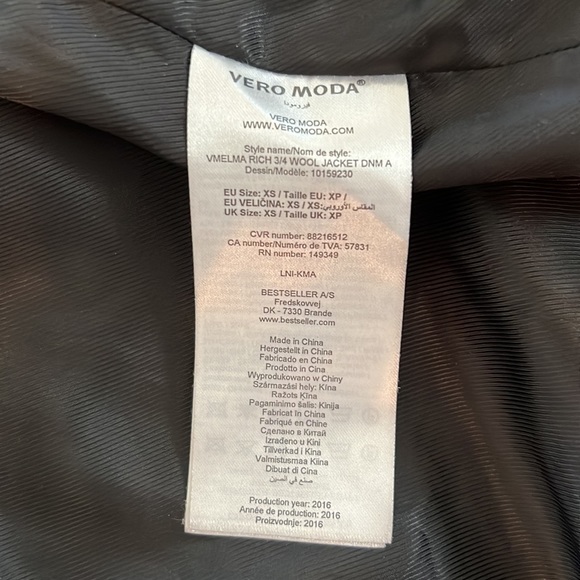 VERO MODA®
ڤيرومودا
VERO MODA
WWW.VEROMODA.COM
Style name/Nom de style:
VMELMA RICH 3/4 WOOL JACKET DNM A
Dessin/Modèle: 10159230
EU Size: XS / Taille EU: XP /
EU VELIČINA: XS / XS:المقاس الأوروبي
UK Size: XS / Taille UK: XP
CVR number: 88216512
CA number/Numéro de TVA: 57831
RN number: 149349
LNI-KMA
BESTSELLER A/S
Fredskovvej
DK - 7330 Brande
www.bestseller.com
Made in China
Hergestellt in China
Fabricado en China
Prodotto in Cina
Wyprodukowano w Chiny
Származási hely: Kína
Ražots Ķīna
Pagaminimo šalis: Kinija
Fabricat în China
Fabriqué en Chine
Сделано в Китай
Izrađeno u Kini
Tillverkad i Kina
Valmistusmaa Kiina
Dibuat di Cina
صنع في الصين
Production year: 2016
Année de production: 2016
Proizvodnje: 2016